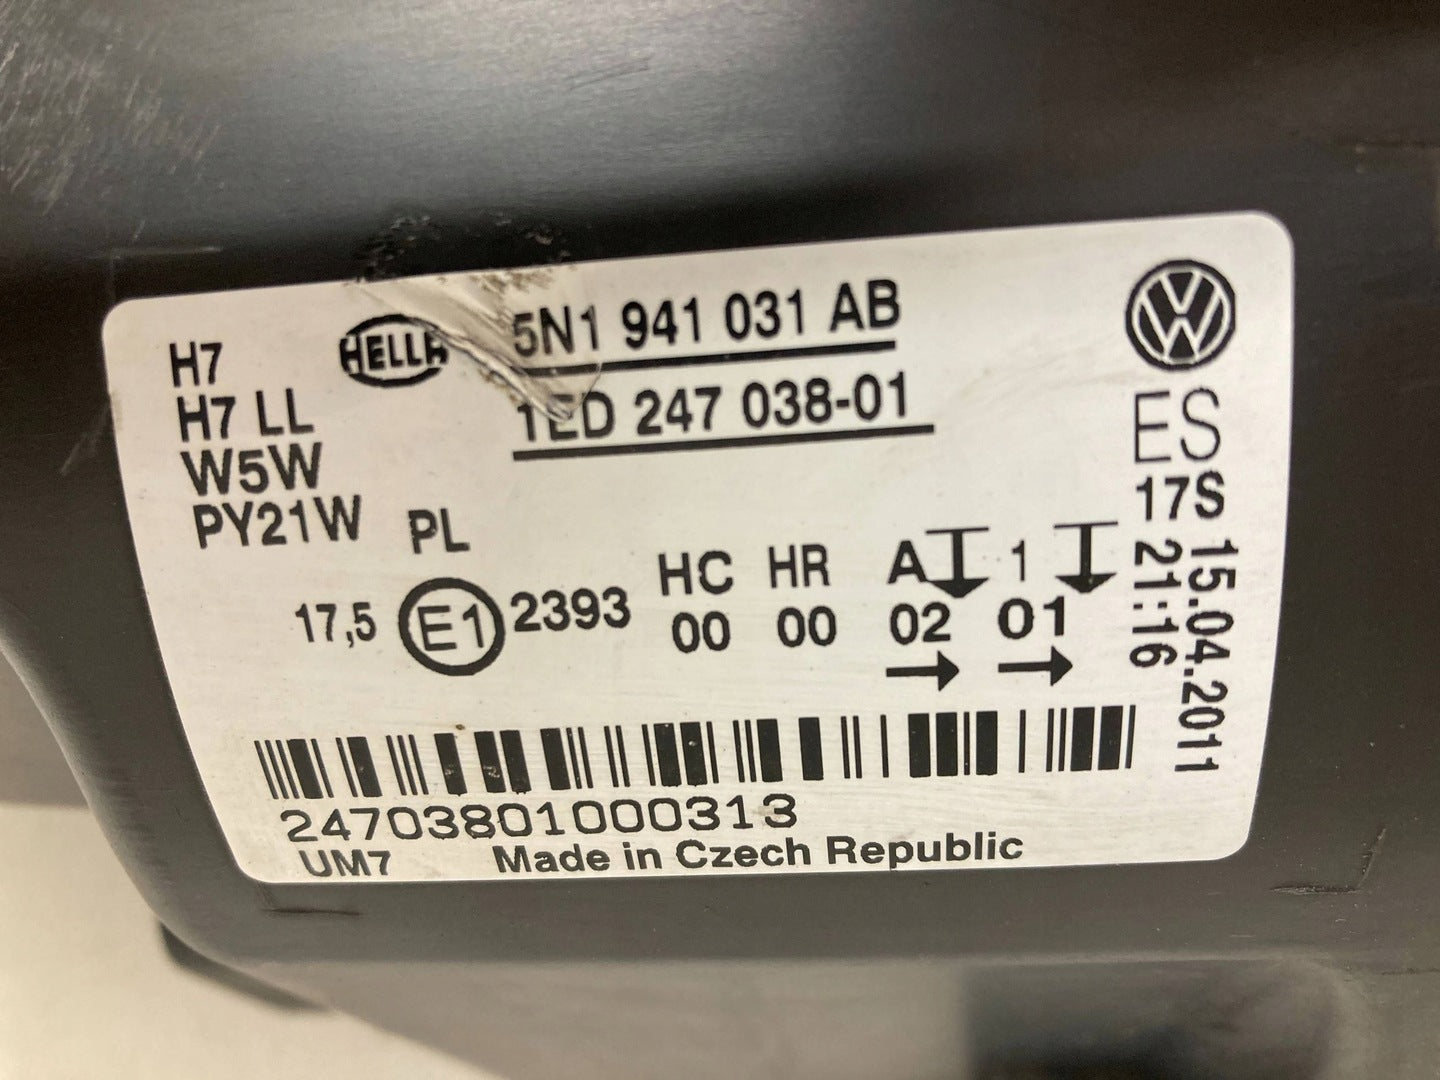 HELLA
5N1 941 031 AB
1ED 247 038-01
H7
H7 LL
W5W
PY21W PL
17,5 E1 2393
HC HR A 1
00 00 02 01
ES
17S
15.04.2011
21:16
24703801000313
UM7 Made in Czech Republic